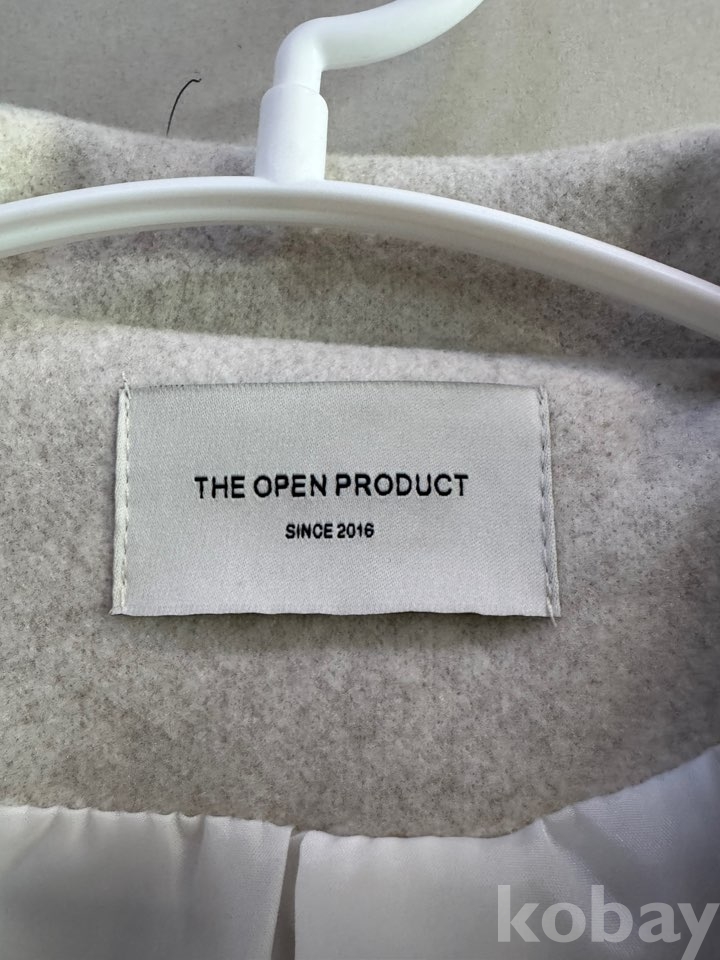 THE OPEN PRODUCT
SINCE 2016
kobay